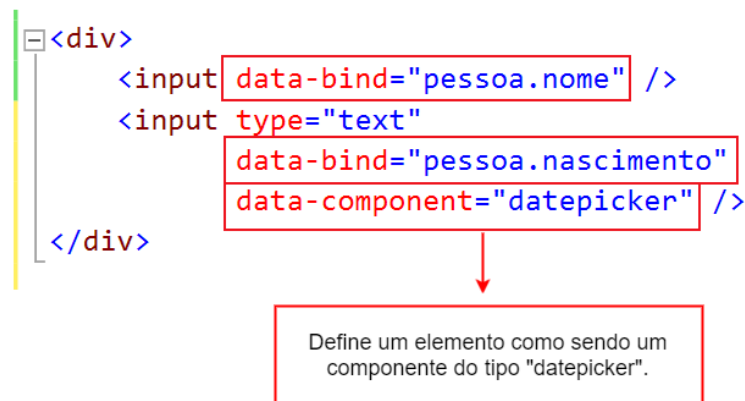 <div>
<input data-bind="pessoa.nome" />
<input type="text"
data-bind="pessoa.nascimento"
data-component="datepicker" />
</div>
Define um elemento como sendo um
componente do tipo "datepicker".